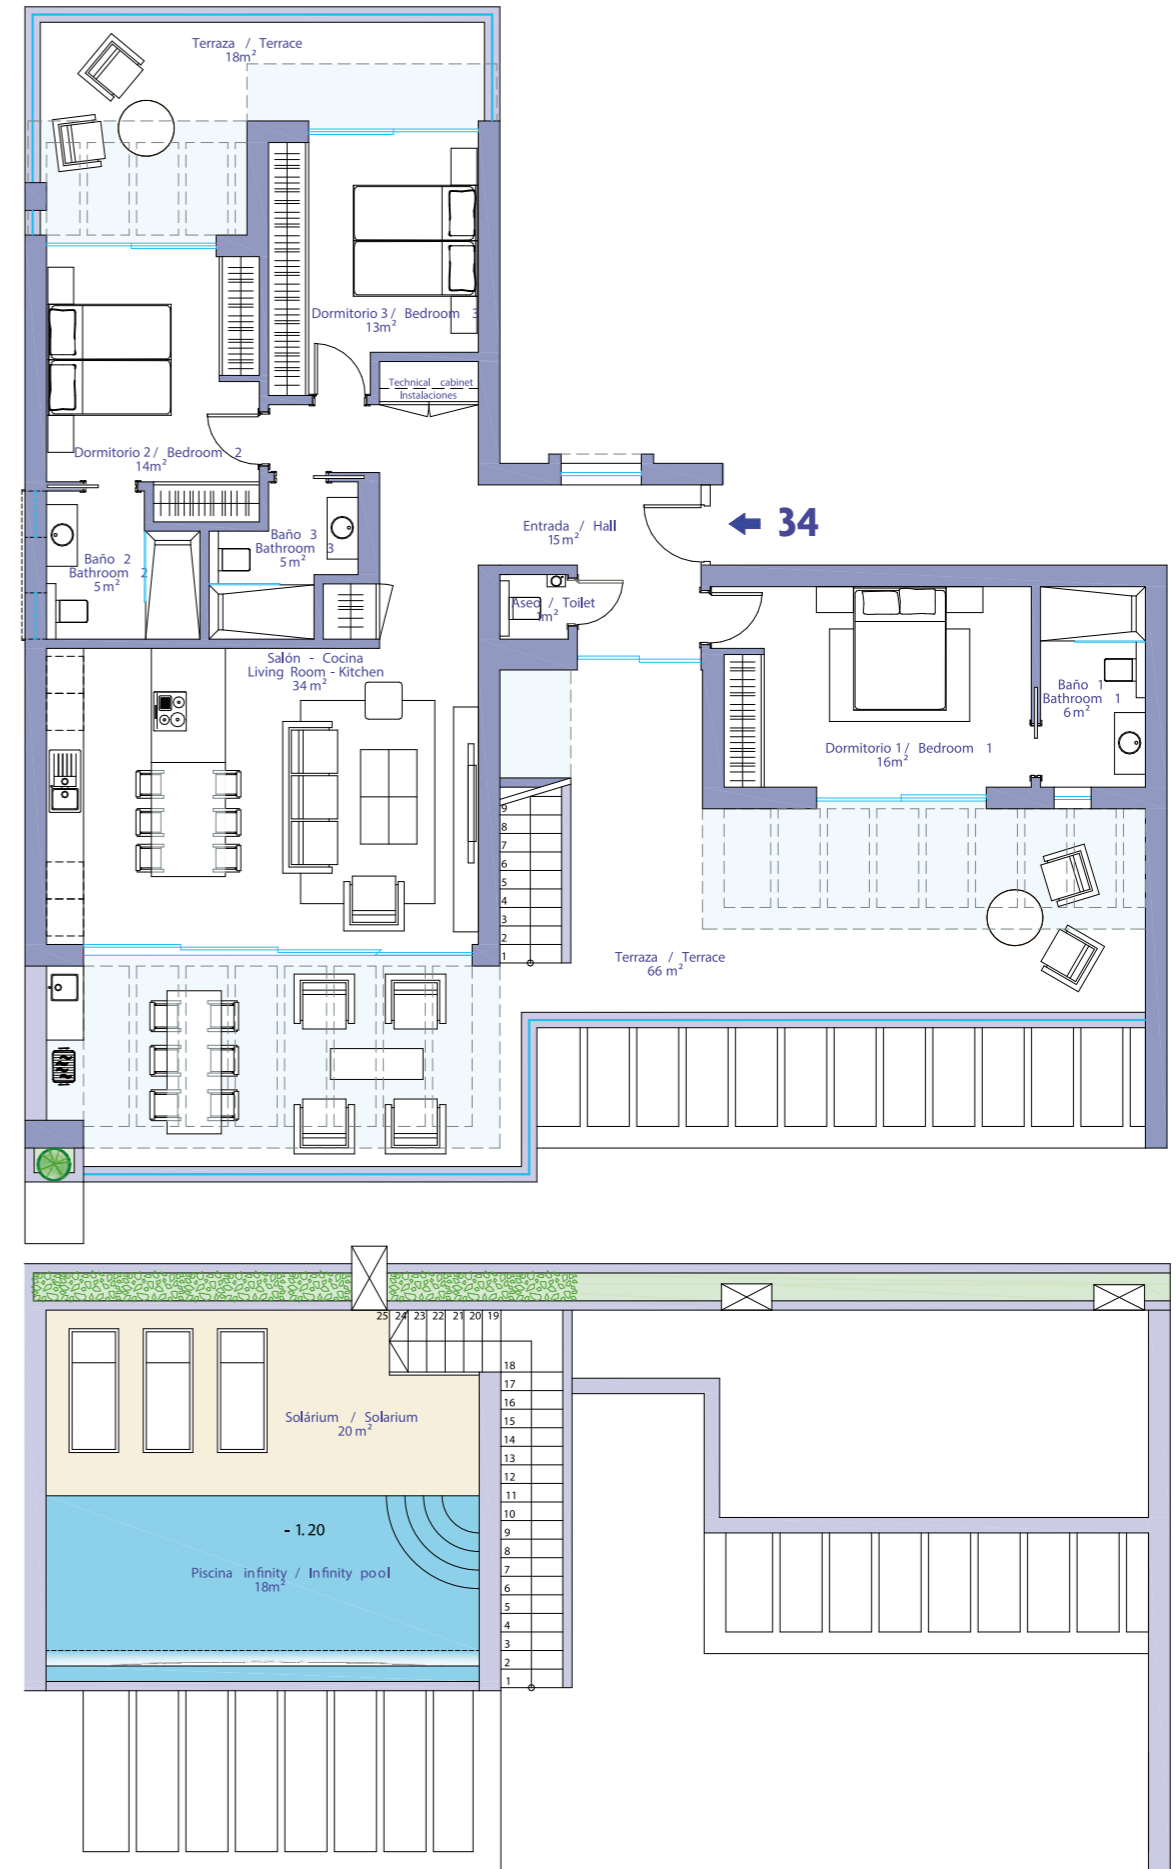 Terraza / Terrace
18m²
Dormitorio 3 / Bedroom 3
13m²
Technical cabinet
Instalaciones
Dormitorio 2 / Bedroom 2
14m²
Entrada / Hall
15 m²
34
Baño 3
Bathroom 3
5 m²
Baño 2
Bathroom 2
5 m²
Aseo / Toilet
1m²
Salón - Cocina
Living Room - Kitchen
34 m²
Baño 1
Bathroom 1
6 m²
Dormitorio 1 / Bedroom 1
16m²
9
8
7
6
5
4
3
2
1
Terraza / Terrace
66 m²
25 24 23 22 21 20 19
18
17
16
15
14
13
12
11
10
9
8
7
6
5
4
3
2
1
Solárium / Solarium
20 m²
- 1.20
Piscina infinity / Infinity pool
18m²